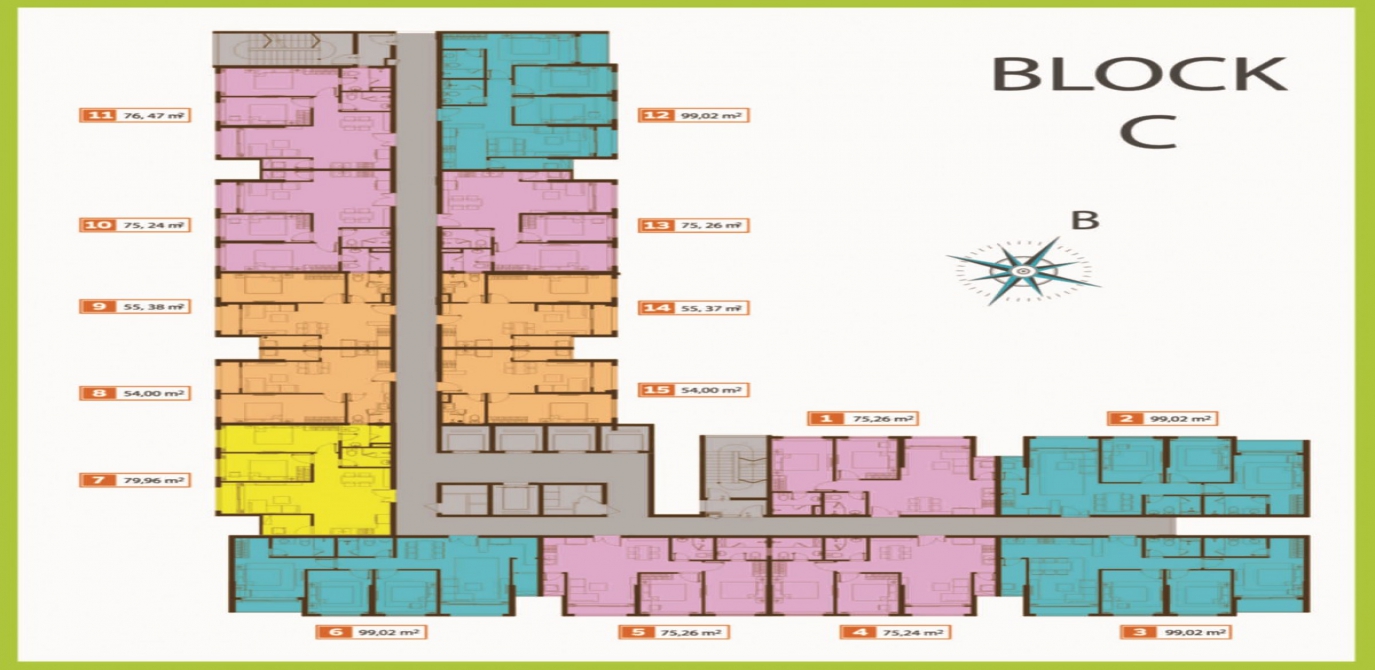 BLOCK
C
B
11 76, 47 m²
12 99,02 m²
10 75, 24 m²
13 75, 26 m²
9 55, 38 m²
14 55, 37 m²
8 54,00 m²
15 54,00 m²
1 75,26 m²
2 99,02 m²
7 79,96 m²
6 99,02 m²
5 75,26 m²
4 75,24 m²
3 99,02 m²